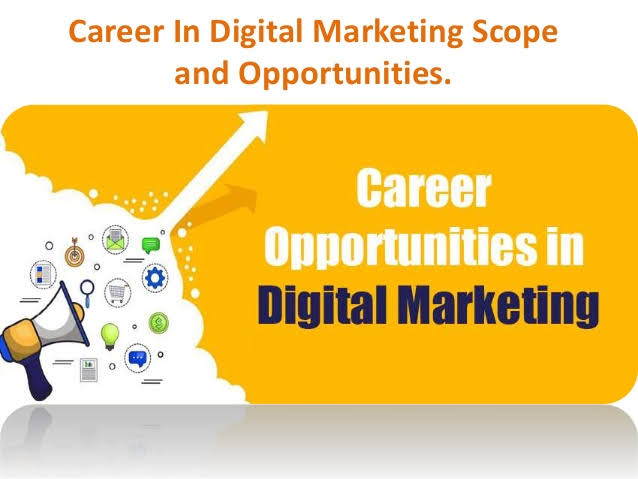 Career In Digital Marketing Scope
and Opportunities.
Career
Opportunities in
Digital Marketing